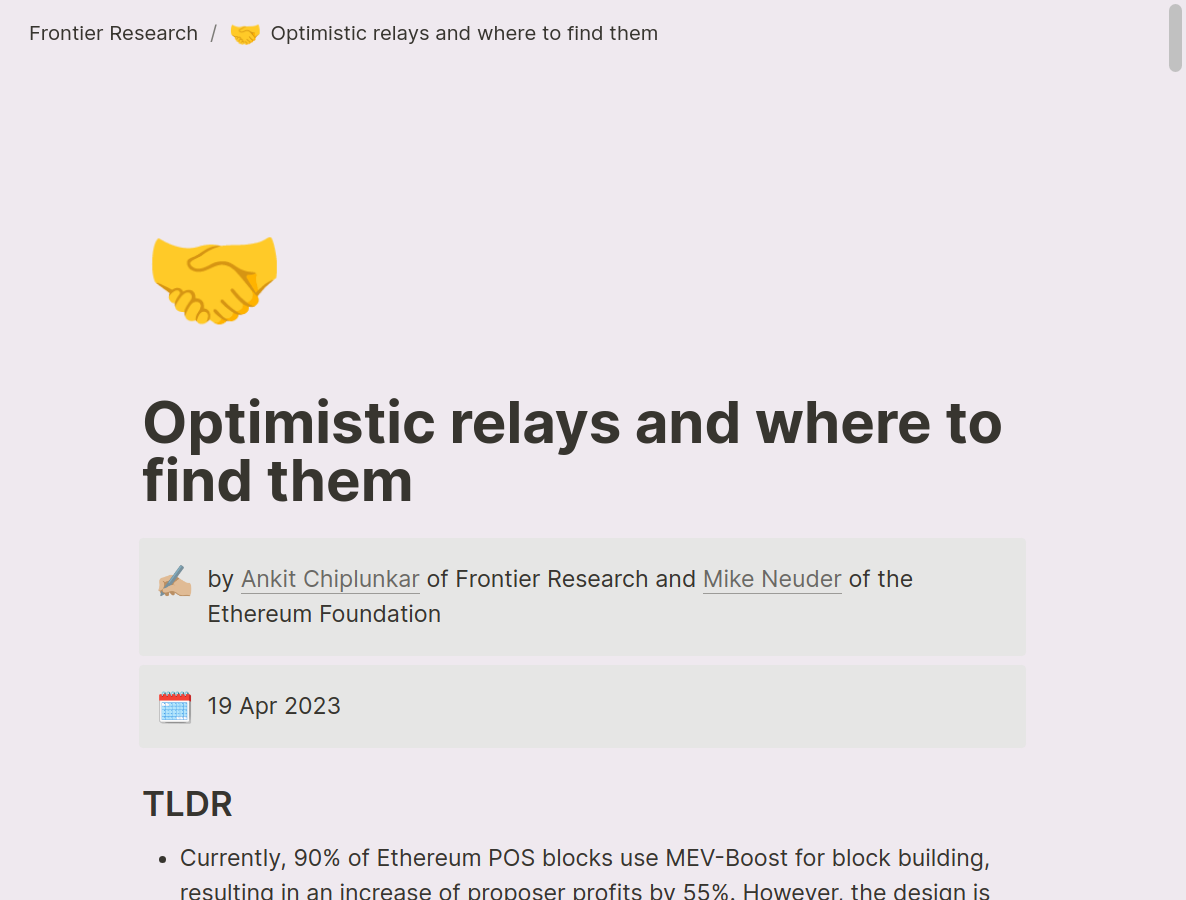 Frontier Research / 🤝 Optimistic relays and where to find them
Optimistic relays and where to
find them
by Ankit Chiplunkar of Frontier Research and Mike Neuder of the
Ethereum Foundation
19 Apr 2023
TLDR
• Currently, 90% of Ethereum POS blocks use MEV-Boost for block building,
resulting in an increase of proposer profits by 55%. However, the design is